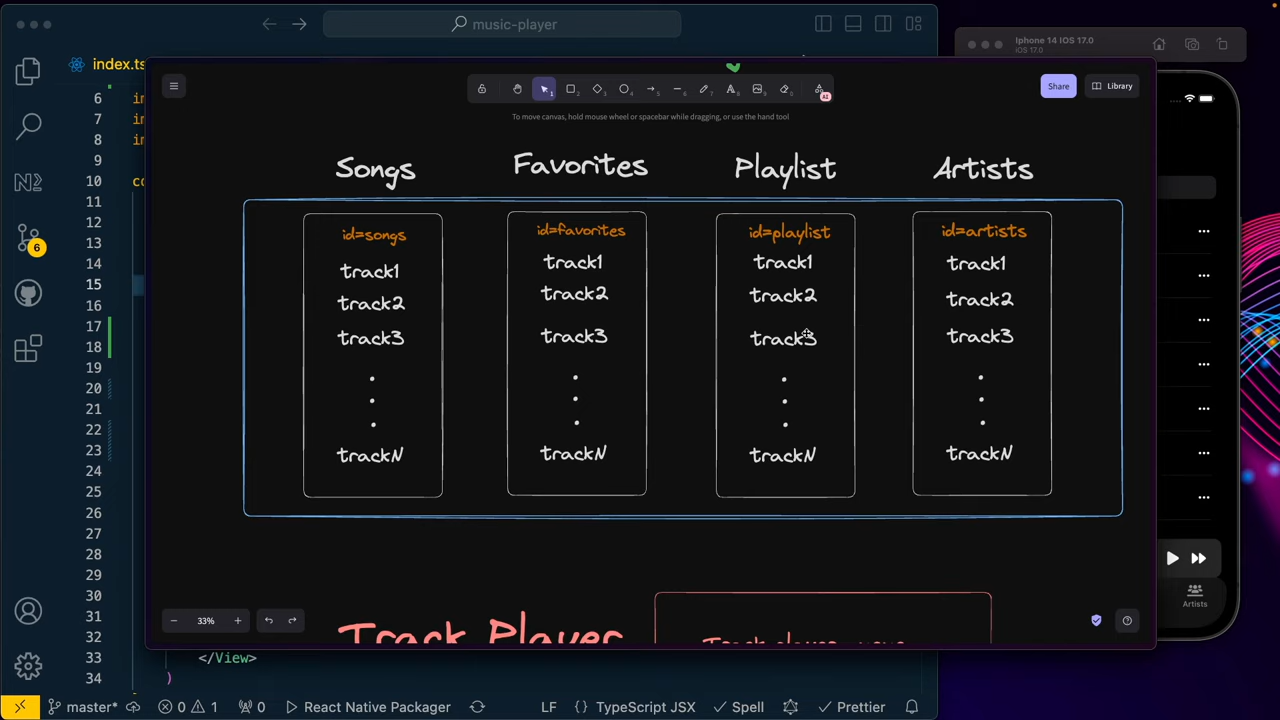 music-player
Iphone 14 IOS 17.0
iOS 17.0
index.ts
Share
Library
To move canvas, hold mouse wheel or spacebar while dragging, or use the hand tool
AI
Songs
Favorites
Playlist
Artists
id=songs
track1
track2
track3
trackN
id=favorites
track1
track2
track3
trackN
id=playlist
track1
track2
track3
trackN
id=artists
track1
track2
track3
trackN
Track Player
33%
6
7
8
9
10
11
12
13
14
15
16
17
18
19
20
21
22
23
24
25
26
27
28
29
30
31
32
33 </View>
34 )
6
Artists
master*
0
1
0
React Native Packager
LF
TypeScript JSX
Spell
Prettier